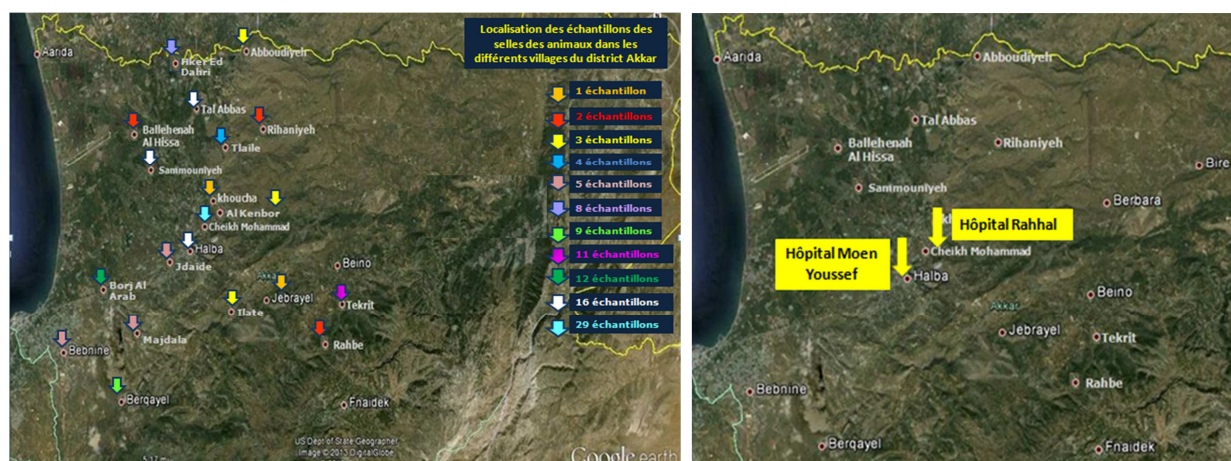 Localisation des échantillons des
selles des animaux dans les
différents villages du district Akkar
1 échantillon
2 échantillons
3 échantillons
4 échantillons
5 échantillons
8 échantillons
9 échantillons
11 échantillons
12 échantillons
16 échantillons
29 échantillons
Aarida
Abboudiyeh
Hker Ed
Dahri
Tal Abbas
Ballehenah
Al Hissa
Rihaniyeh
Tlaile
Sammouniyeh
khoucha
Al Kenbor
Cheikh Mohammad
Halba
Jdaide
Beino
Akkar
Borj Al
Arab
Jebrayel
Tekrit
Ilate
Majdala
Rahbe
Bebnine
Berqayel
Fnaidek
US Dept of State Geographer
Image © 2013 DigitalGlobe
Google earth
Aarida
Abboudiyeh
Tal Abbas
Ballehenah
Al Hissa
Rihaniyeh
Bire
Sammouniyeh
Berbara
Hôpital Rahhal
Cheikh Mohammad
Hôpital Moen
Youssef
Halba
Beino
Akkar
Jebrayel
Tekrit
Rahbe
Bebnine
Berqayel
Fnaidek